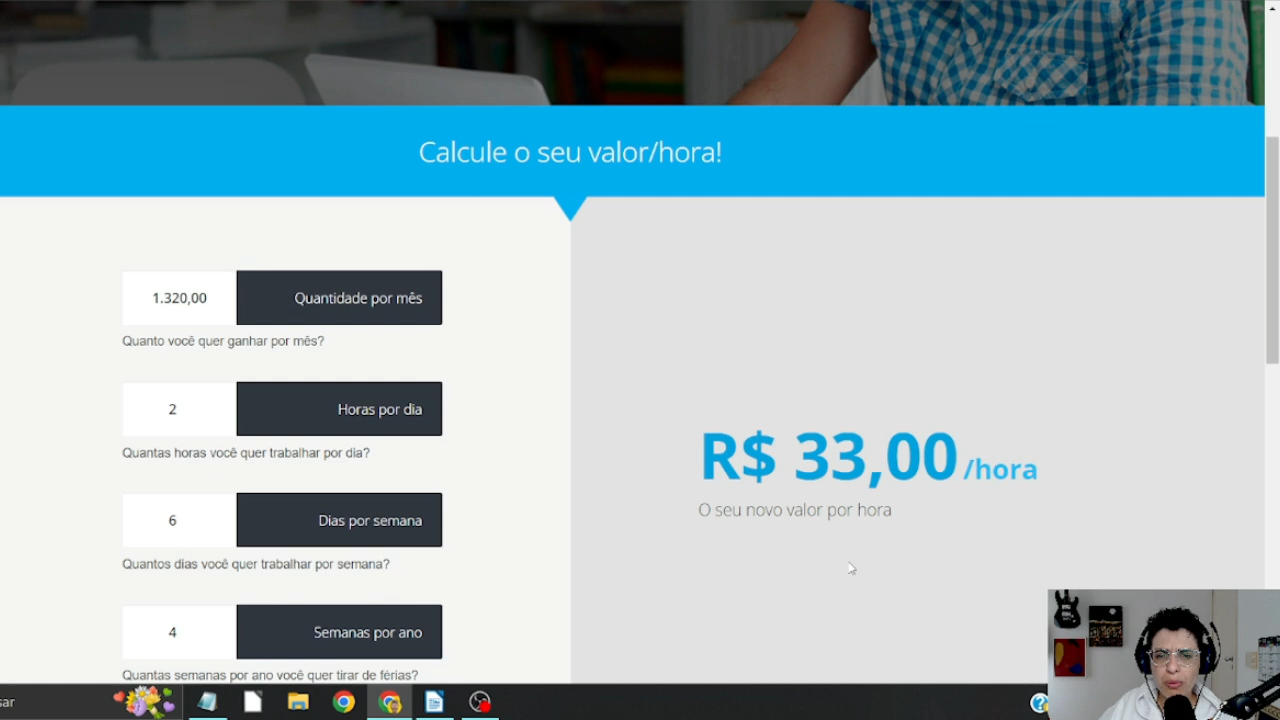 Calcule o seu valor/hora!
1.320,00
Quantidade por mês
Quanto você quer ganhar por mês?
2
Horas por dia
Quantas horas você quer trabalhar por dia?
6
Dias por semana
Quantos dias você quer trabalhar por semana?
4
Semanas por ano
Quantas semanas por ano você quer tirar de férias?
R$ 33,00 /hora
O seu novo valor por hora
sar